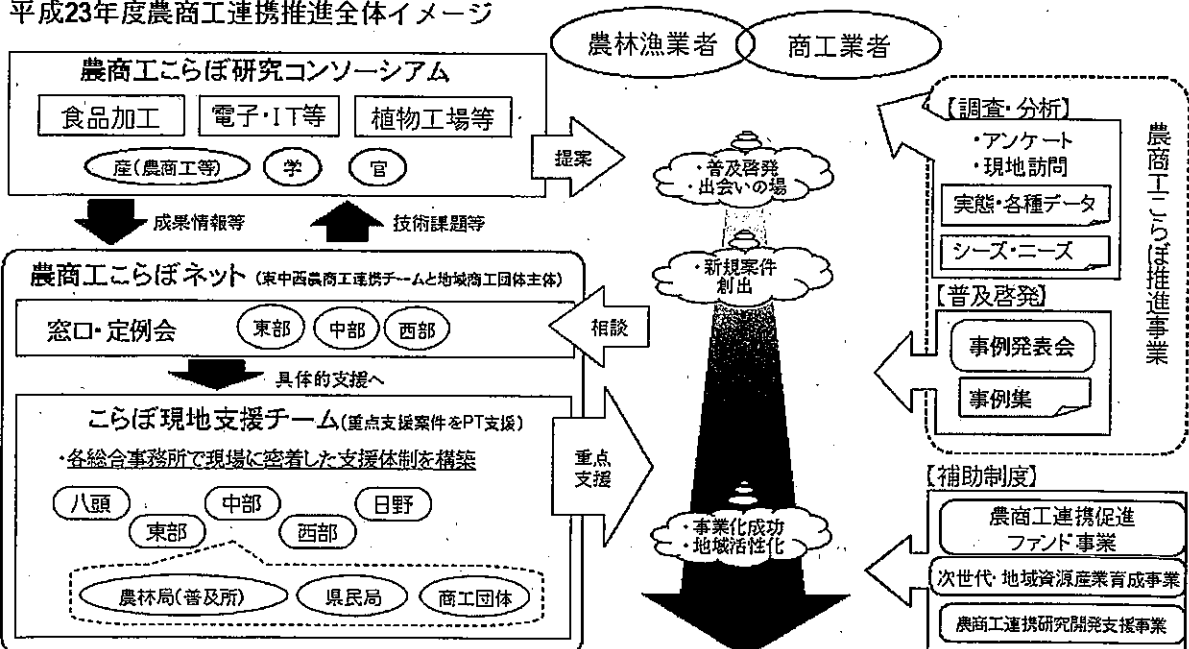 平成23年度農商工連携推進全体イメージ
農林漁業者
商工業者
農商工こらぼ研究コンソーシアム
食品加工
電子・IT等
植物工場等
産(農商工等)
学
官
提案
成果情報等
技術課題等
農商工こらぼネット(東中西農商工連携チームと地域商工団体主体)
窓口・定例会
東部
中部
西部
相談
具体的支援へ
こらぼ現地支援チーム(重点支援案件をPT支援)
・各総合事務所で現場に密着した支援体制を構築
八頭
中部
日野
東部
西部
農林局(普及所)
県民局
商工団体
重点
支援
・普及啓発
・出会いの場
・新規案件
創出
・事業化成功
・地域活性化
農商工こらぼ推進事業
【調査・分析】
・アンケート
・現地訪問
実態・各種データ
シーズ・ニーズ
【普及啓発】
事例発表会
事例集
【補助制度】
農商工連携促進
ファンド事業
次世代・地域資源産業育成事業
農商工連携研究開発支援事業